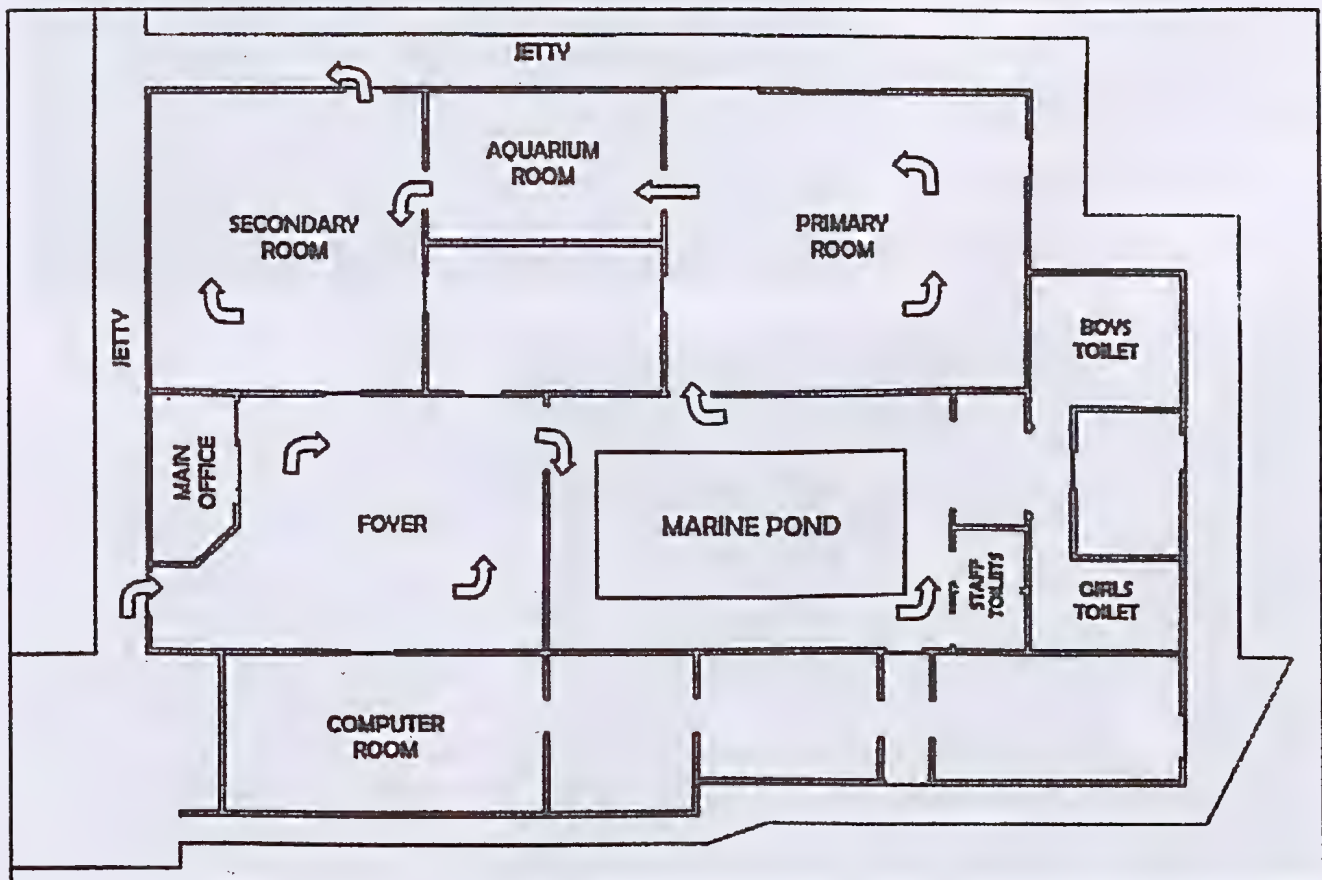 JETTY
AQUARIUM
ROOM
SECONDARY
ROOM
PRIMARY
ROOM
JETTY
BOYS
TOILET
MAIN
OFFICE
FOYER
MARINE POND
STAFF
TOILETS
GIRLS
TOILET
COMPUTER
ROOM